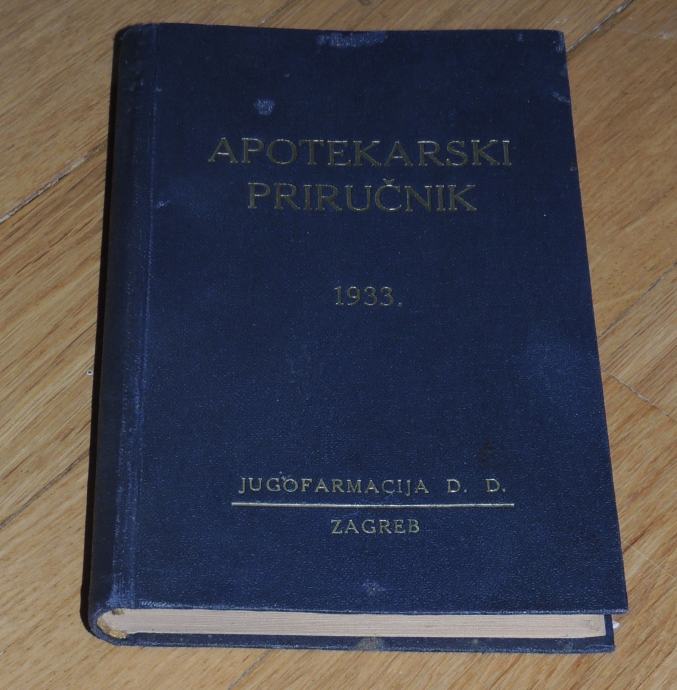 APOTEKARSKI
PRIRUČNIK
1933.
JUGOFARMACIJA D. D.
ZAGREB